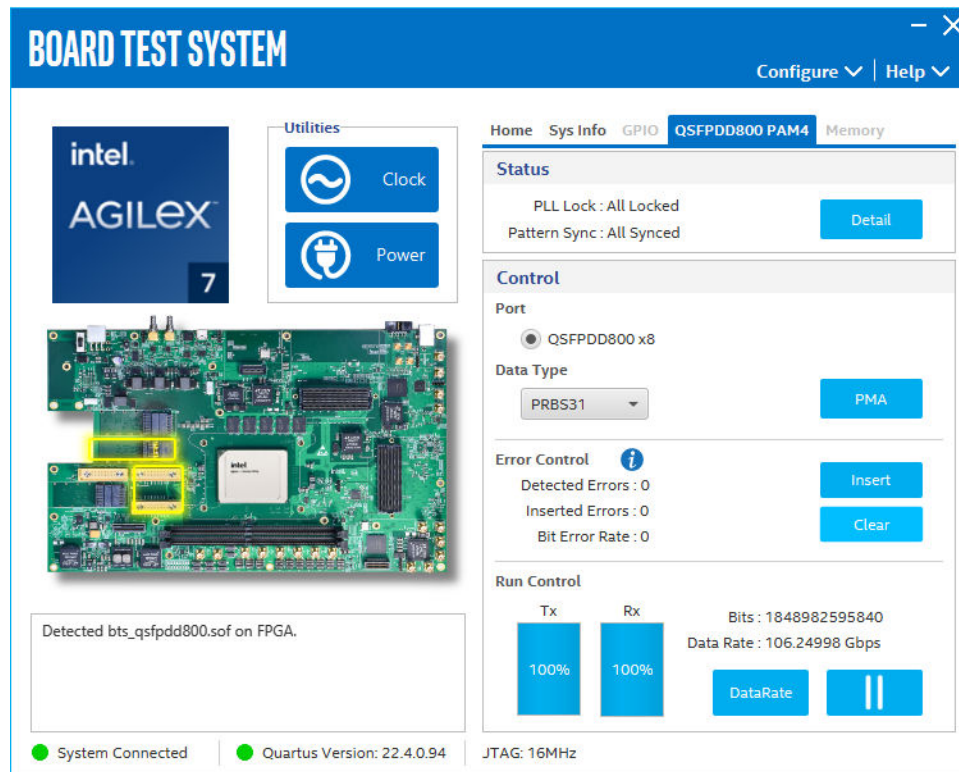 BOARD TEST SYSTEM
Configure
Help
intel.
AGILEX
7
Utilities
Clock
Power
Home Sys Info GPIO QSFPDD800 PAM4 Memory
Status
PLL Lock : All Locked
Pattern Sync : All Synced
Detail
Control
Port
QSFPDD800 x8
Data Type
PRBS31
PMA
Error Control
i
Detected Errors : 0
Insert
Inserted Errors : 0
Clear
Bit Error Rate : 0
Run Control
Tx Rx
100% 100%
Bits : 1848982595840
Data Rate : 106.24998 Gbps
DataRate
intel
Detected bts_qsfpdd800.sof on FPGA.
System Connected
Quartus Version: 22.4.0.94
JTAG: 16MHz